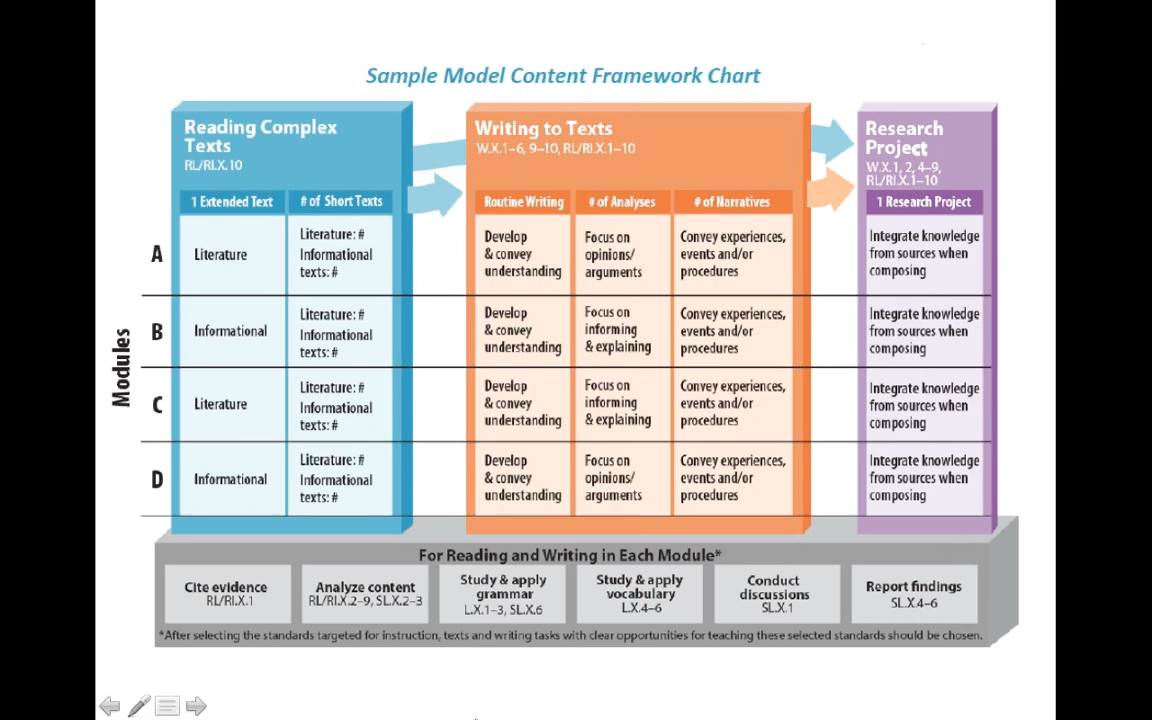 Sample Model Content Framework Chart
Reading Complex
Texts
RL/RI.X.10
Writing to Texts
W.X.1–6, 9–10, RL/RI.X.1–10
Research
Project
W.X.1, 2, 4–9,
RL/RI.X.1–10
1 Extended Text
# of Short Texts
Routine Writing
# of Analyses
# of Narratives
1 Research Project
Modules
A
Literature
Literature: #
Informational
texts: #
Develop
& convey
understanding
Focus on
opinions/
arguments
Convey experiences,
events and/or
procedures
Integrate knowledge
from sources when
composing
B
Informational
Literature: #
Informational
texts: #
Develop
& convey
understanding
Focus on
informing
& explaining
Convey experiences,
events and/or
procedures
Integrate knowledge
from sources when
composing
C
Literature
Literature: #
Informational
texts: #
Develop
& convey
understanding
Focus on
informing
& explaining
Convey experiences,
events and/or
procedures
Integrate knowledge
from sources when
composing
D
Informational
Literature: #
Informational
texts: #
Develop
& convey
understanding
Focus on
opinions/
arguments
Convey experiences,
events and/or
procedures
Integrate knowledge
from sources when
composing
For Reading and Writing in Each Module*
Cite evidence
RL/RI.X.1
Analyze content
RL/RI.X.2–9, SL.X.2–3
Study & apply
grammar
L.X.1–3, SL.X.6
Study & apply
vocabulary
L.X.4–6
Conduct
discussions
SL.X.1
Report findings
SL.X.4–6
*After selecting the standards targeted for instruction, texts and writing tasks with clear opportunities for teaching these selected standards should be chosen.